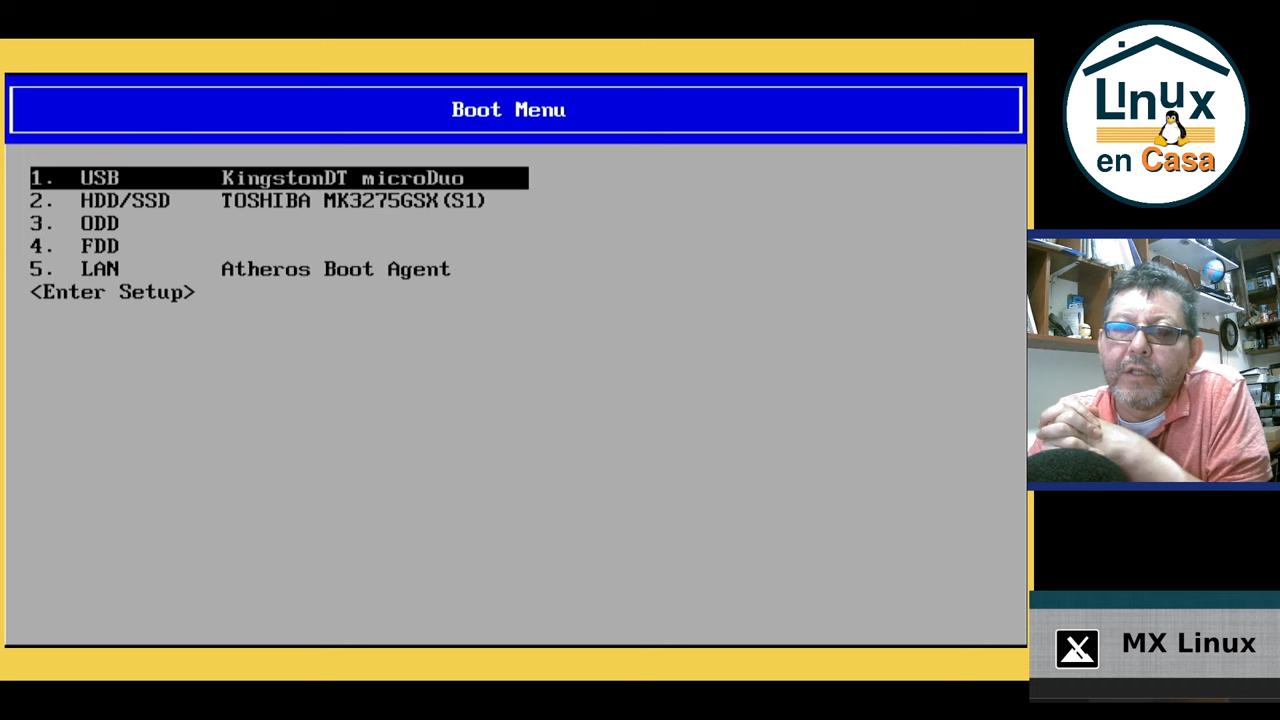 Boot Menu
1. USB KingstonDT microDuo
2. HDD/SSD TOSHIBA MK3275GSX(S1)
3. ODD
4. FDD
5. LAN Atheros Boot Agent
<Enter Setup>
Linux
en Casa
MX Linux